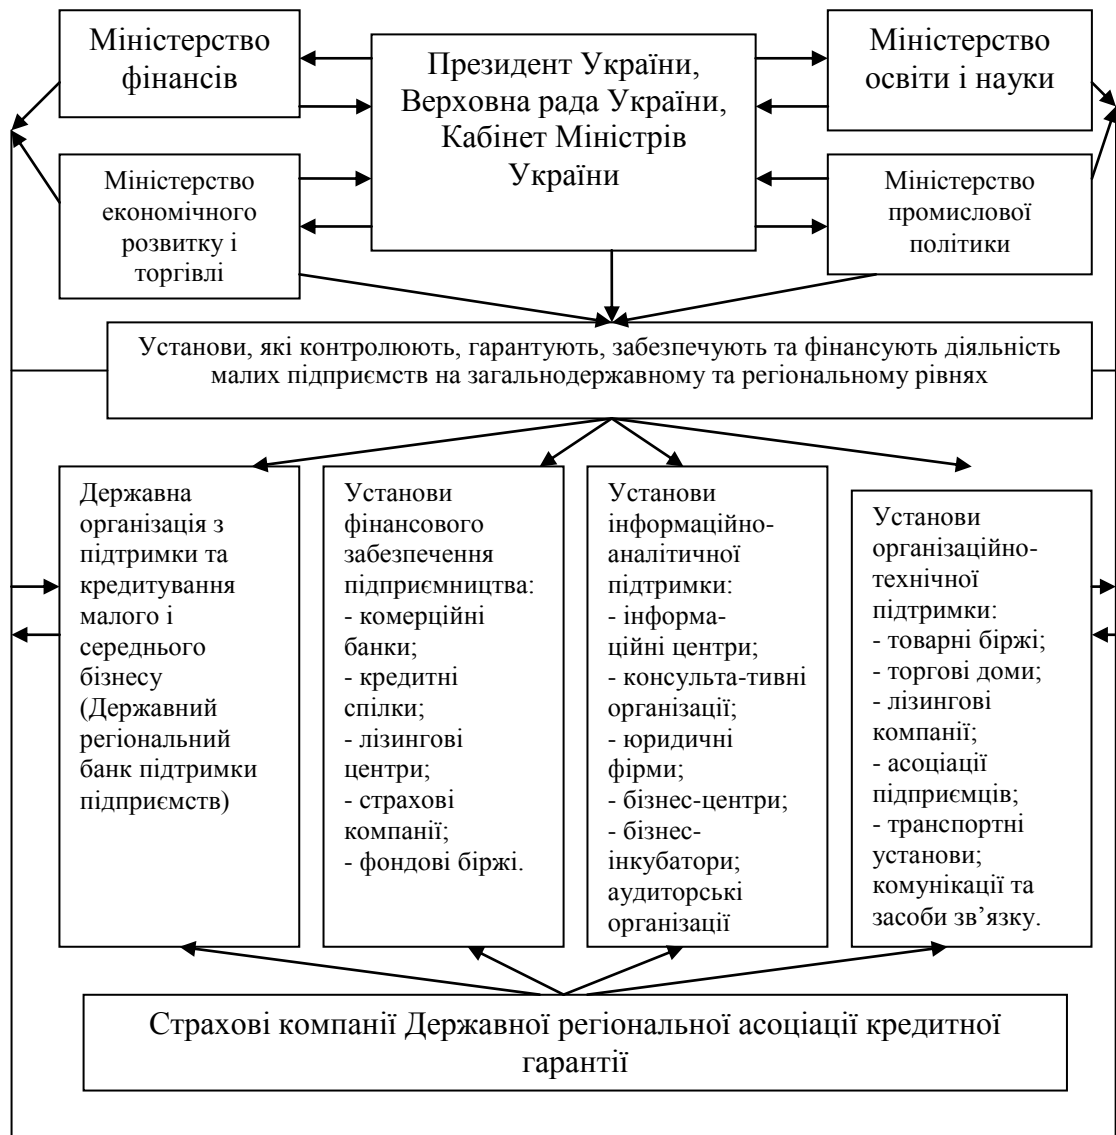 Міністерство
фінансів
Президент України,
Верховна рада України,
Кабінет Міністрів
України
Міністерство
освіти і науки
Міністерство
економічного
розвитку і
торгівлі
Міністерство
промислової
політики
Установи, які контролюють, гарантують, забезпечують та фінансують діяльність
малих підприємств на загальнодержавному та регіональному рівнях
Державна
організація з
підтримки та
кредитування
малого і
середнього
бізнесу
(Державний
регіональний
банк підтримки
підприємств)
Установи
фінансового
забезпечення
підприємництва:
- комерційні
банки;
- кредитні
спілки;
- лізингові
центри;
- страхові
компанії;
- фондові біржі.
Установи
інформаційно-
аналітичної
підтримки:
- інформа-
ційні центри;
- консульта-тивні
організації;
- юридичні
фірми;
- бізнес-центри;
- бізнес-
інкубатори;
аудиторські
організації
Установи
організаційно-
технічної
підтримки:
- товарні біржі;
- торгові доми;
- лізингові
компанії;
- асоціації
підприємців;
- транспортні
установи;
комунікації та
засоби зв’язку.
Страхові компанії Державної регіональної асоціації кредитної
гарантії